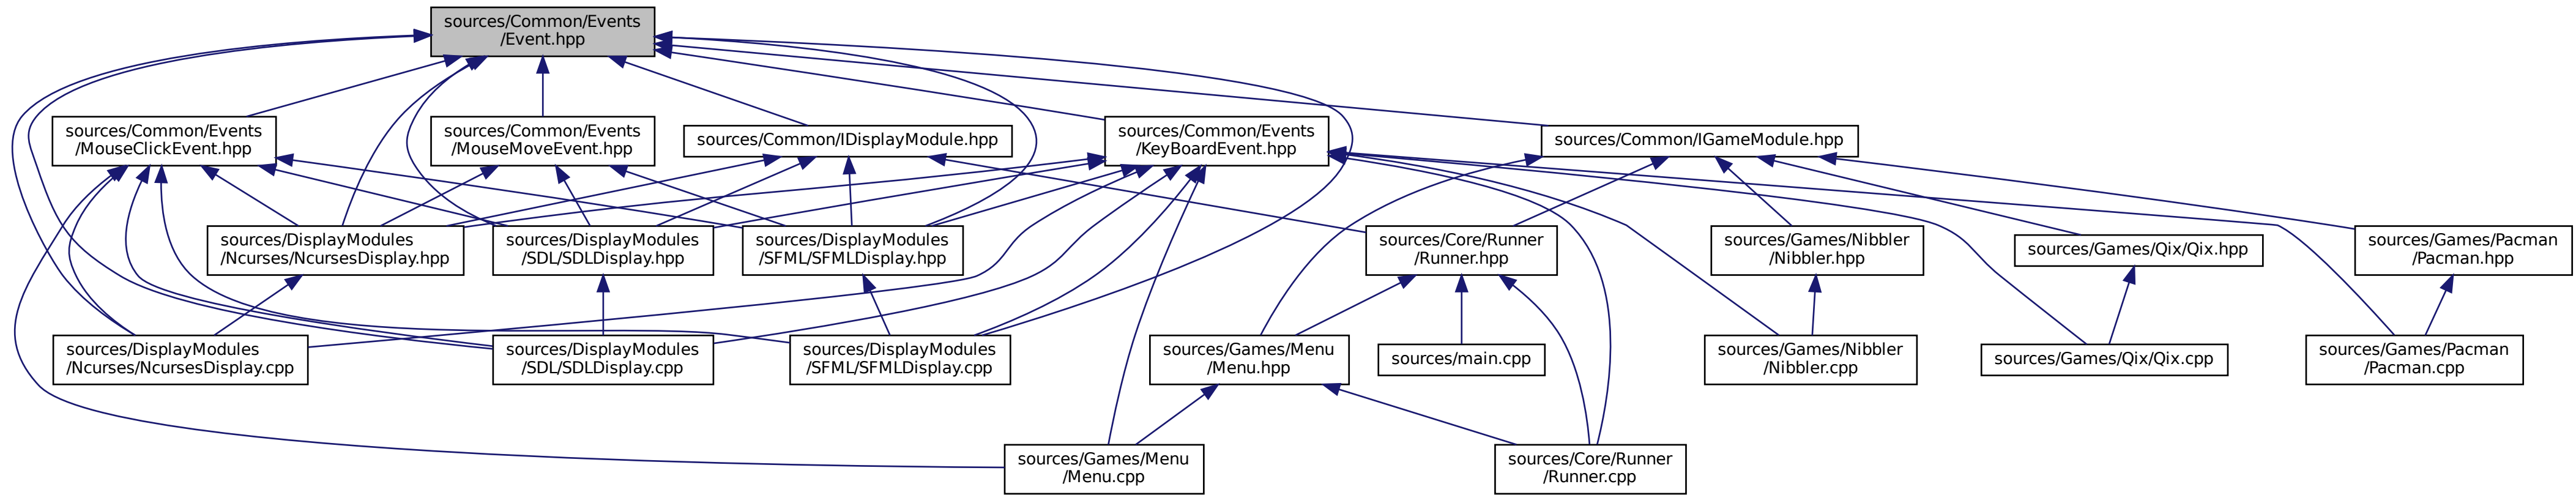 sources/Common/Events
/Event.hpp
sources/Common/Events
/MouseClickEvent.hpp
sources/Common/Events
/MouseMoveEvent.hpp
sources/Common/IDisplayModule.hpp
sources/Common/Events
/KeyBoardEvent.hpp
sources/Common/IGameModule.hpp
sources/DisplayModules
/Ncurses/NcursesDisplay.hpp
sources/DisplayModules
/SDL/SDLDisplay.hpp
sources/DisplayModules
/SFML/SFMLDisplay.hpp
sources/Core/Runner
/Runner.hpp
sources/Games/Nibbler
/Nibbler.hpp
sources/Games/Qix/Qix.hpp
sources/Games/Pacman
/Pacman.hpp
sources/DisplayModules
/Ncurses/NcursesDisplay.cpp
sources/DisplayModules
/SDL/SDLDisplay.cpp
sources/DisplayModules
/SFML/SFMLDisplay.cpp
sources/Games/Menu
/Menu.hpp
sources/main.cpp
sources/Games/Nibbler
/Nibbler.cpp
sources/Games/Qix/Qix.cpp
sources/Games/Pacman
/Pacman.cpp
sources/Games/Menu
/Menu.cpp
sources/Core/Runner
/Runner.cpp